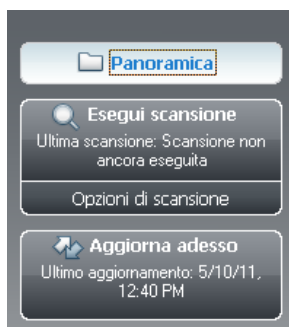 Panoramica
Esegui scansione
Ultima scansione: Scansione non
ancora eseguita
Opzioni di scansione
Aggiorna adesso
Ultimo aggiornamento: 5/10/11,
12:40 PM